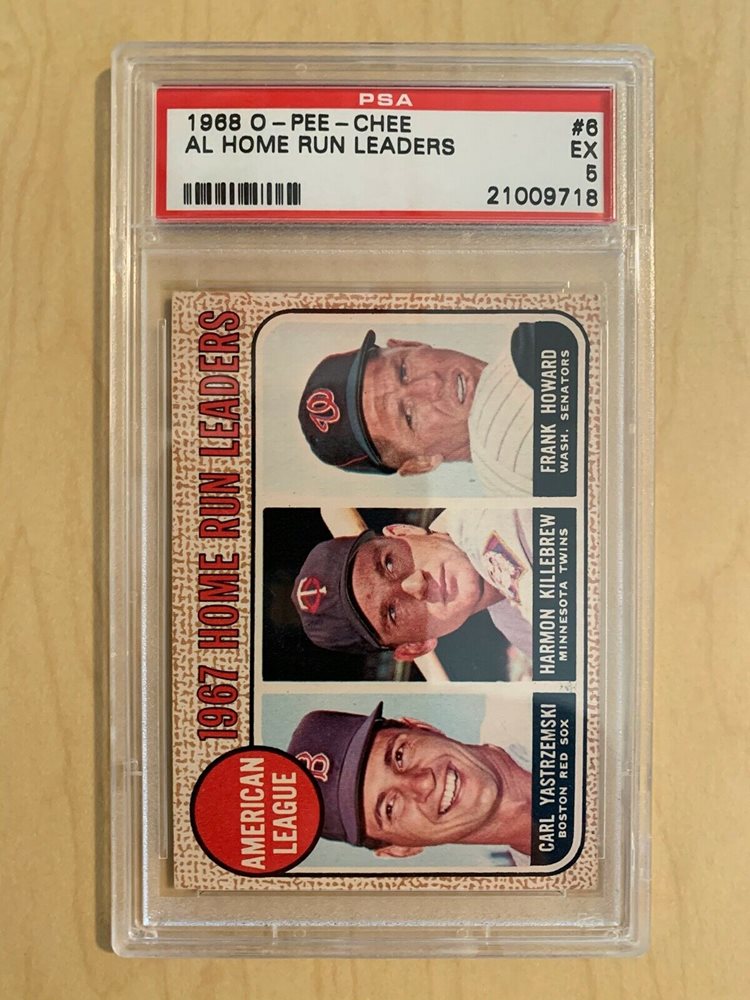 PSA
1968 O-PEE-CHEE #6
AL HOME RUN LEADERS EX
5
21009718
1967 HOME RUN LEADERS
AMERICAN
LEAGUE
B
CARL YASTRZEMSKI
BOSTON RED SOX
TC
HARMON KILLEBREW
MINNESOTA TWINS
W
FRANK HOWARD
WASH. SENATORS